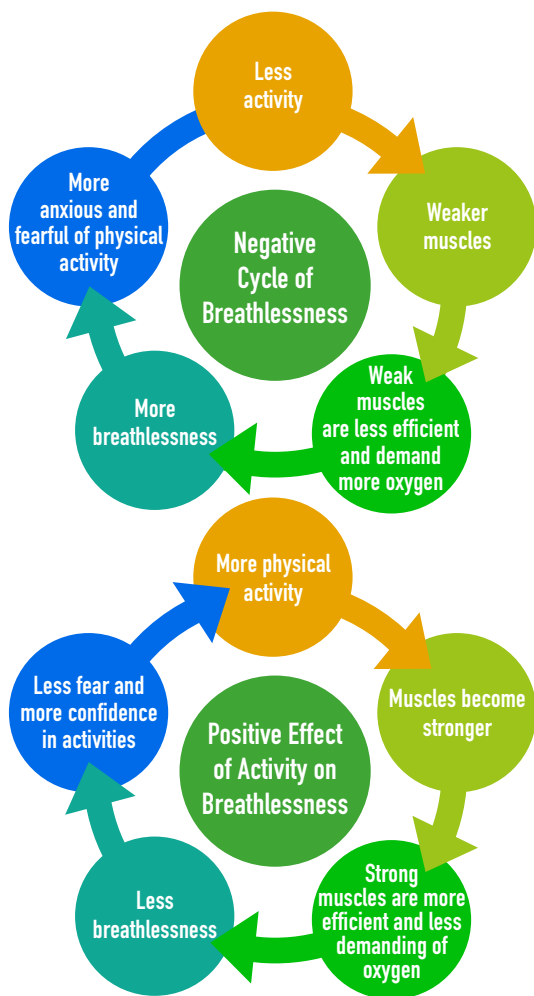 Less
activity
Weaker
muscles
Weak
muscles
are less efficient
and demand
more oxygen
More
breathlessness
More
anxious and
fearful of physical
activity
Negative
Cycle of
Breathlessness
More physical
activity
Muscles become
stronger
Strong
muscles are more
efficient and less
demanding of
oxygen
Less
breathlessness
Less fear and
more confidence
in activities
Positive Effect
of Activity on
Breathlessness